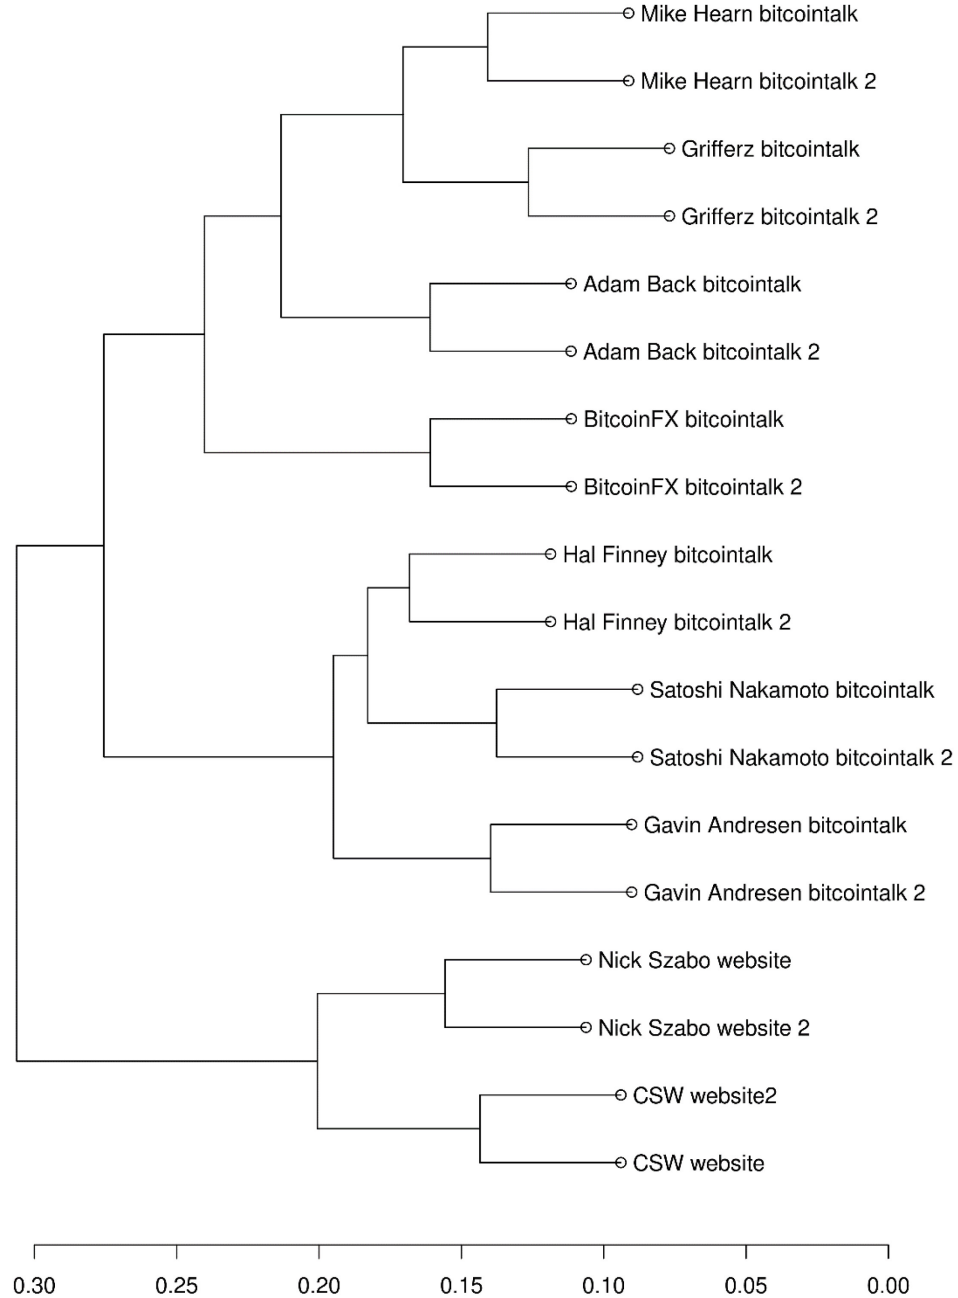 Mike Hearn bitcointalk
Mike Hearn bitcointalk 2
Grifferz bitcointalk
Grifferz bitcointalk 2
Adam Back bitcointalk
Adam Back bitcointalk 2
BitcoinFX bitcointalk
BitcoinFX bitcointalk 2
Hal Finney bitcointalk
Hal Finney bitcointalk 2
Satoshi Nakamoto bitcointalk
Satoshi Nakamoto bitcointalk 2
Gavin Andresen bitcointalk
Gavin Andresen bitcointalk 2
Nick Szabo website
Nick Szabo website 2
CSW website2
CSW website
0.30 0.25 0.20 0.15 0.10 0.05 0.00